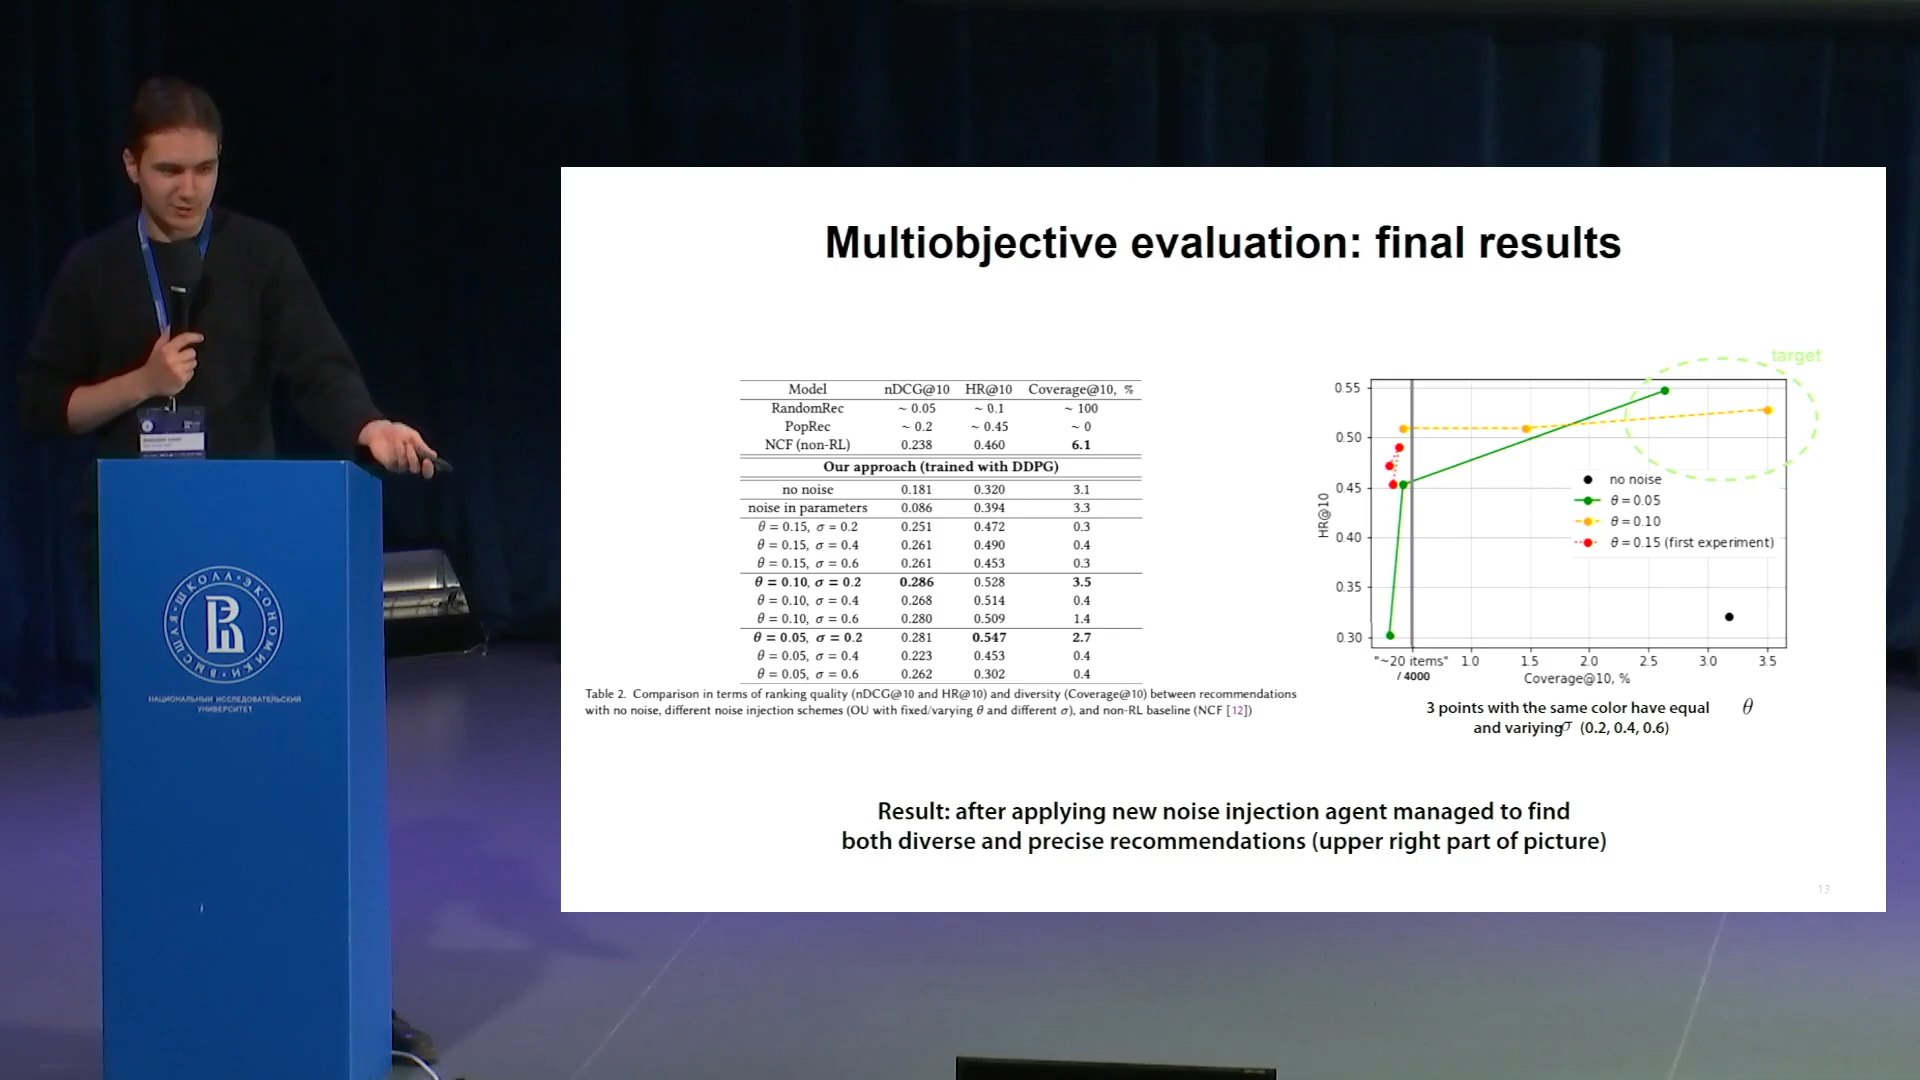 Multiobjective evaluation: final results
Model nDCG@10 HR@10 Coverage@10, %
RandomRec ~ 0.05 ~ 0.1 ~ 100
PopRec ~ 0.2 ~ 0.45 ~ 0
NCF (non-RL) 0.238 0.460 6.1
Our approach (trained with DDPG)
no noise 0.181 0.320 3.1
noise in parameters 0.086 0.394 3.3
θ = 0.15, σ = 0.2 0.251 0.472 0.3
θ = 0.15, σ = 0.4 0.261 0.490 0.4
θ = 0.15, σ = 0.6 0.261 0.453 0.3
θ = 0.10, σ = 0.2 0.286 0.528 3.5
θ = 0.10, σ = 0.4 0.268 0.514 0.4
θ = 0.10, σ = 0.6 0.280 0.509 1.4
θ = 0.05, σ = 0.2 0.281 0.547 2.7
θ = 0.05, σ = 0.4 0.223 0.453 0.4
θ = 0.05, σ = 0.6 0.262 0.302 0.4
Table 2. Comparison in terms of ranking quality (nDCG@10 and HR@10) and diversity (Coverage@10) between recommendations
with no noise, different noise injection schemes (OU with fixed/varying θ and different σ), and non-RL baseline (NCF [12])
target
0.55
0.50
0.45
0.40
0.35
0.30
HR@10
no noise
θ = 0.05
θ = 0.10
θ = 0.15 (first experiment)
"~20 items" 1.0 1.5 2.0 2.5 3.0 3.5
/ 4000
Coverage@10, %
3 points with the same color have equal θ
and variying σ (0.2, 0.4, 0.6)
Result: after applying new noise injection agent managed to find
both diverse and precise recommendations (upper right part of picture)
13
ВЫСШАЯ • ШКОЛА • ЭКОНОМИКИ
НАЦИОНАЛЬНЫЙ ИССЛЕДОВАТЕЛЬСКИЙ
УНИВЕРСИТЕТ